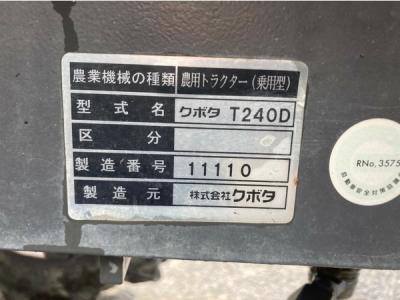 農業機械の種類 農用トラクター(乗用型)
型式名 クボタ T240D
区分
製造番号 11110
製造元 株式会社クボタ
RNo, 3575